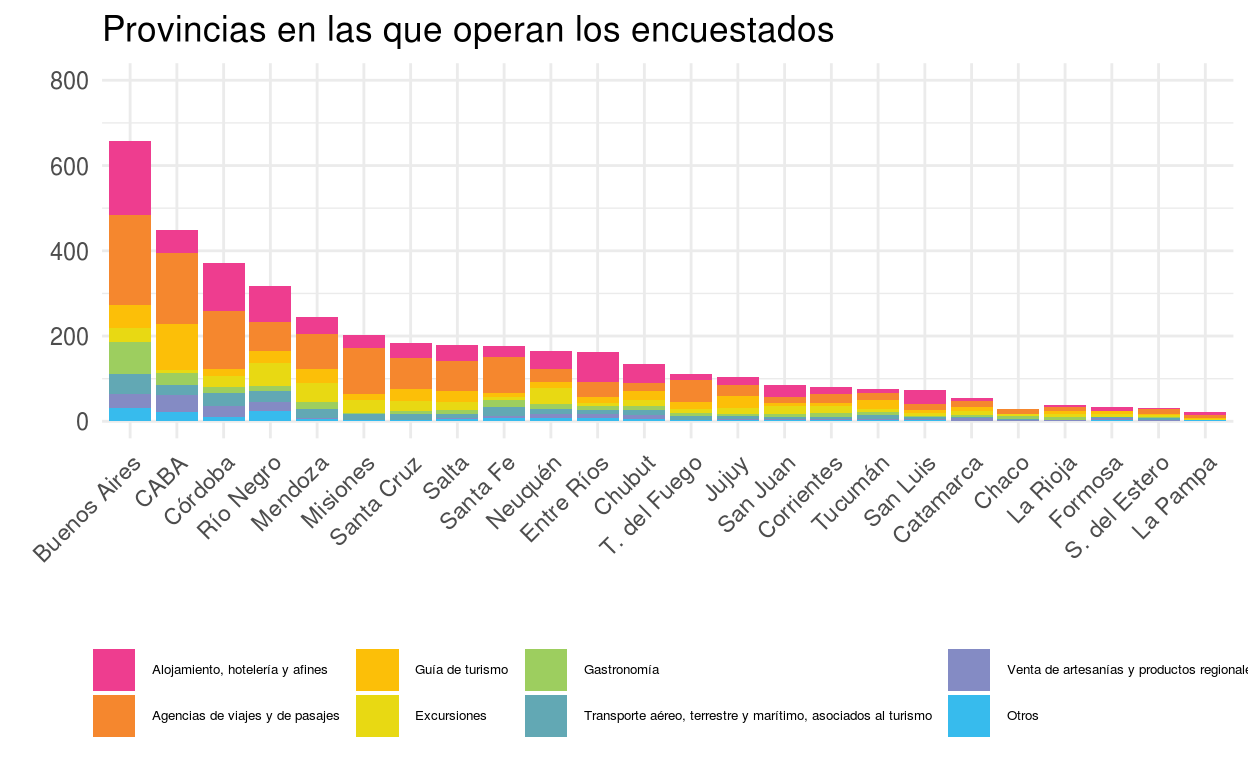 Provincias en las que operan los encuestados
800
600
400
200
0
Buenos Aires
CABA
Córdoba
Río Negro
Mendoza
Misiones
Santa Cruz
Salta
Santa Fe
Neuquén
Entre Ríos
Chubut
T. del Fuego
Jujuy
San Juan
Corrientes
Tucumán
San Luis
Catamarca
Chaco
La Rioja
Formosa
S. del Estero
La Pampa
Alojamiento, hotelería y afines
Guía de turismo
Gastronomía
Venta de artesanías y productos regionale
Agencias de viajes y de pasajes
Excursiones
Transporte aéreo, terrestre y marítimo, asociados al turismo
Otros